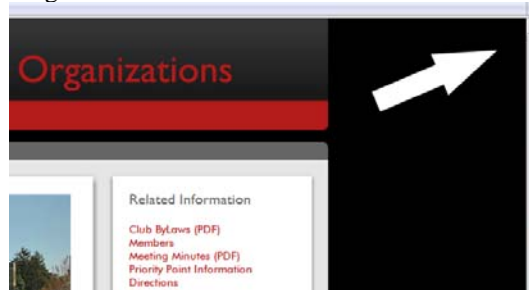 Organizations
Related Information
Club ByLaws (PDF)
Members
Meeting Minutes (PDF)
Priority Point Information
Directions